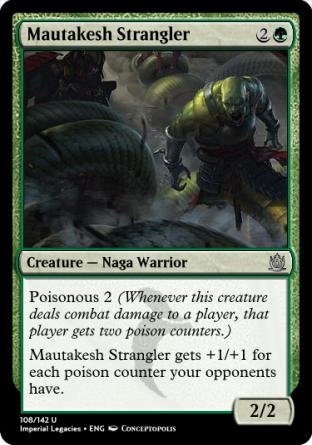 Mautakesh Strangler 2
Creature — Naga Warrior
Poisonous 2 (Whenever this creature
deals combat damage to a player, that
player gets two poison counters.)
Mautakesh Strangler gets +1/+1 for
each poison counter your opponents
have.
2/2
108/142 U
Imperial Legacies • ENG Conceptopolis